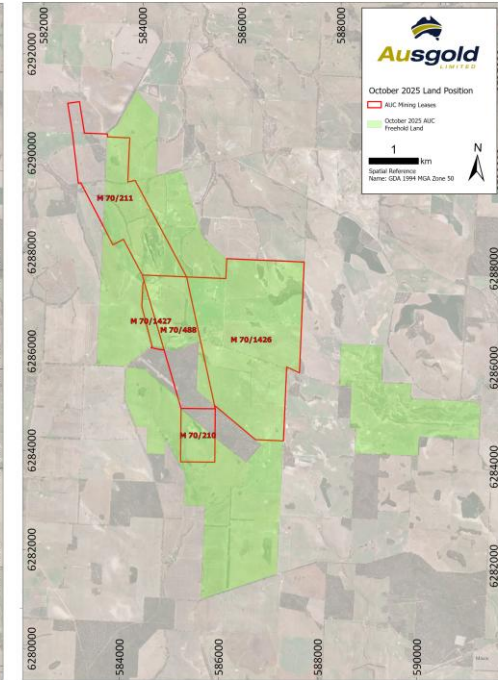 582000
584000
586000
588000
6292000
6290000
6288000
6286000
6284000
6282000
6280000
Ausgold
LIMITED
October 2025 Land Position
AUC Mining Leases
October 2025 AUC
Freehold Land
1
km
N
Spatial Reference
Name: GDA 1994 MGA Zone 50
M 70/211
M 70/1427
M 70/488
M 70/1426
M 70/210
6288000
6286000
6284000
6282000
584000
586000
588000
590000